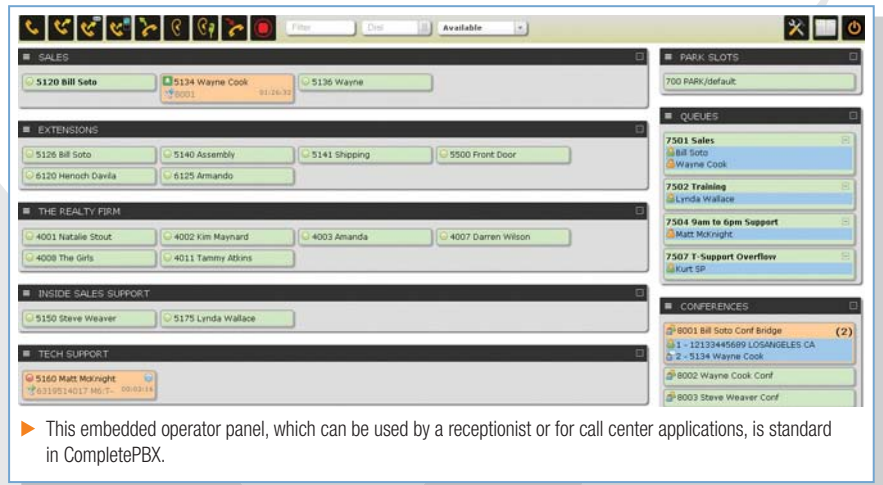 Filter
Dial
Available
SALES
5120 Bill Soto
5134 Wayne Cook
8001 01:26:32
5136 Wayne
EXTENSIONS
5126 Bill Soto
5140 Assembly
5141 Shipping
5500 Front Door
6120 Henoch Davila
6125 Armando
THE REALTY FIRM
4001 Natalie Stout
4002 Kim Maynard
4003 Amanda
4007 Darren Wilson
4008 The Girls
4011 Tammy Atkins
INSIDE SALES SUPPORT
5150 Steve Weaver
5175 Lynda Wallace
TECH SUPPORT
5160 Matt McKnight
6319514017 M6:T- 00:03:16
PARK SLOTS
700 PARK/default
QUEUES
7501 Sales
Bill Soto
Wayne Cook
7502 Training
Lynda Wallace
7504 9am to 6pm Support
Matt McKnight
7507 T-Support Overflow
Kurt SP
CONFERENCES
8001 Bill Soto Conf Bridge (2)
1 - 12133445689 LOSANGELES CA
2 - 5134 Wayne Cook
8002 Wayne Cook Conf
8003 Steve Weaver Conf
This embedded operator panel, which can be used by a receptionist or for call center applications, is standard
in CompletePBX.